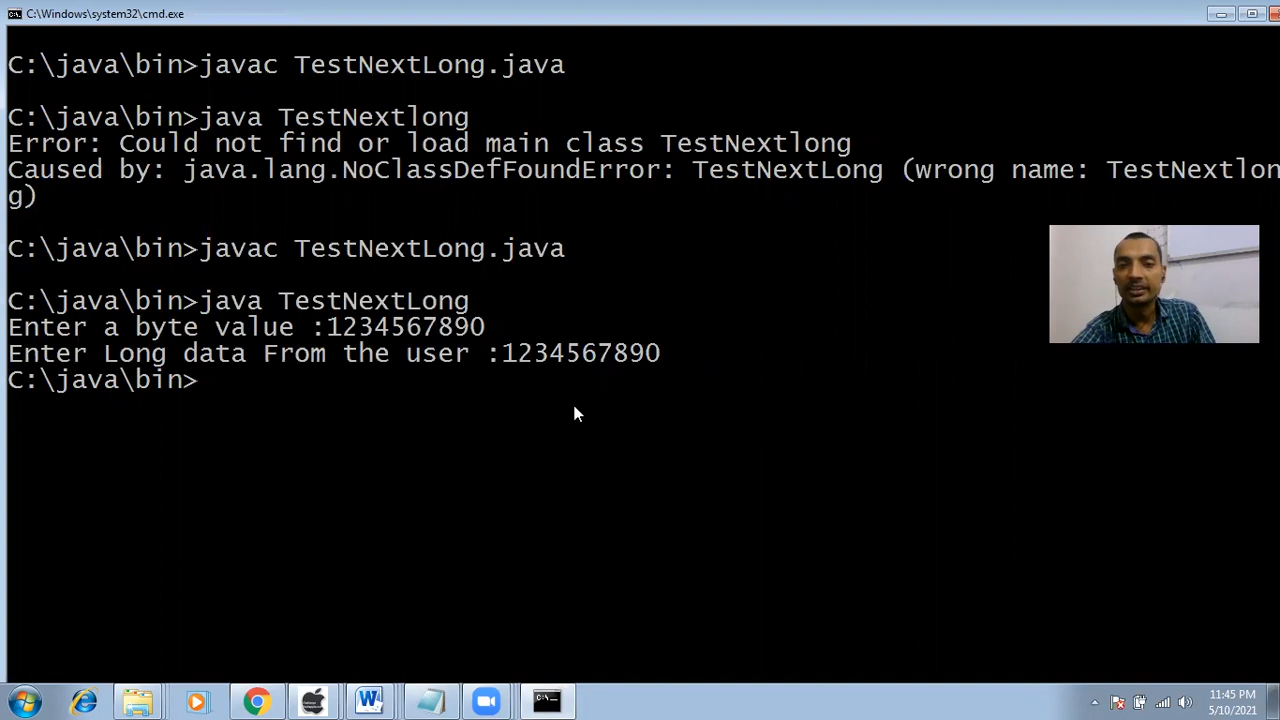 C:\Windows\system32\cmd.exe
C:\java\bin>javac TestNextLong.java
C:\java\bin>java TestNextlong
Error: Could not find or load main class TestNextlong
Caused by: java.lang.NoClassDefFoundError: TestNextLong (wrong name: TestNextlon
g)
C:\java\bin>javac TestNextLong.java
C:\java\bin>java TestNextLong
Enter a byte value :1234567890
Enter Long data From the user :1234567890
C:\java\bin>
11:45 PM
5/10/2021